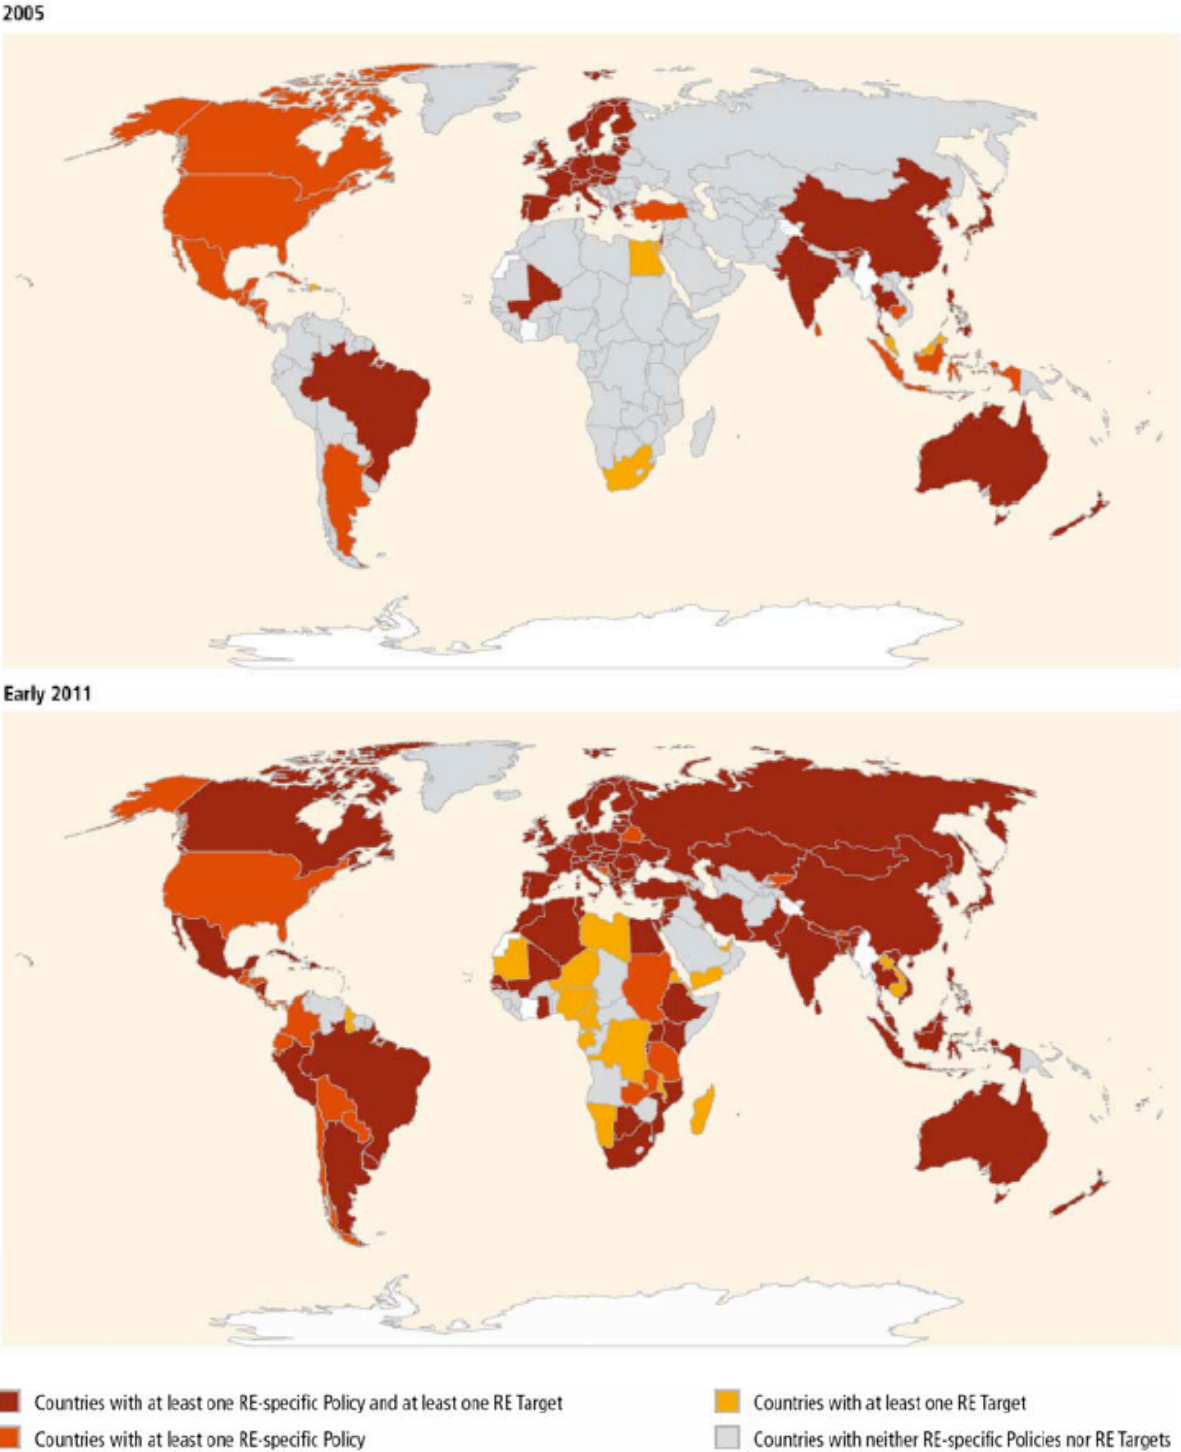 2005
Early 2011
Countries with at least one RE-specific Policy and at least one RE Target
Countries with at least one RE Target
Countries with at least one RE-specific Policy
Countries with neither RE-specific Policies nor RE Targets